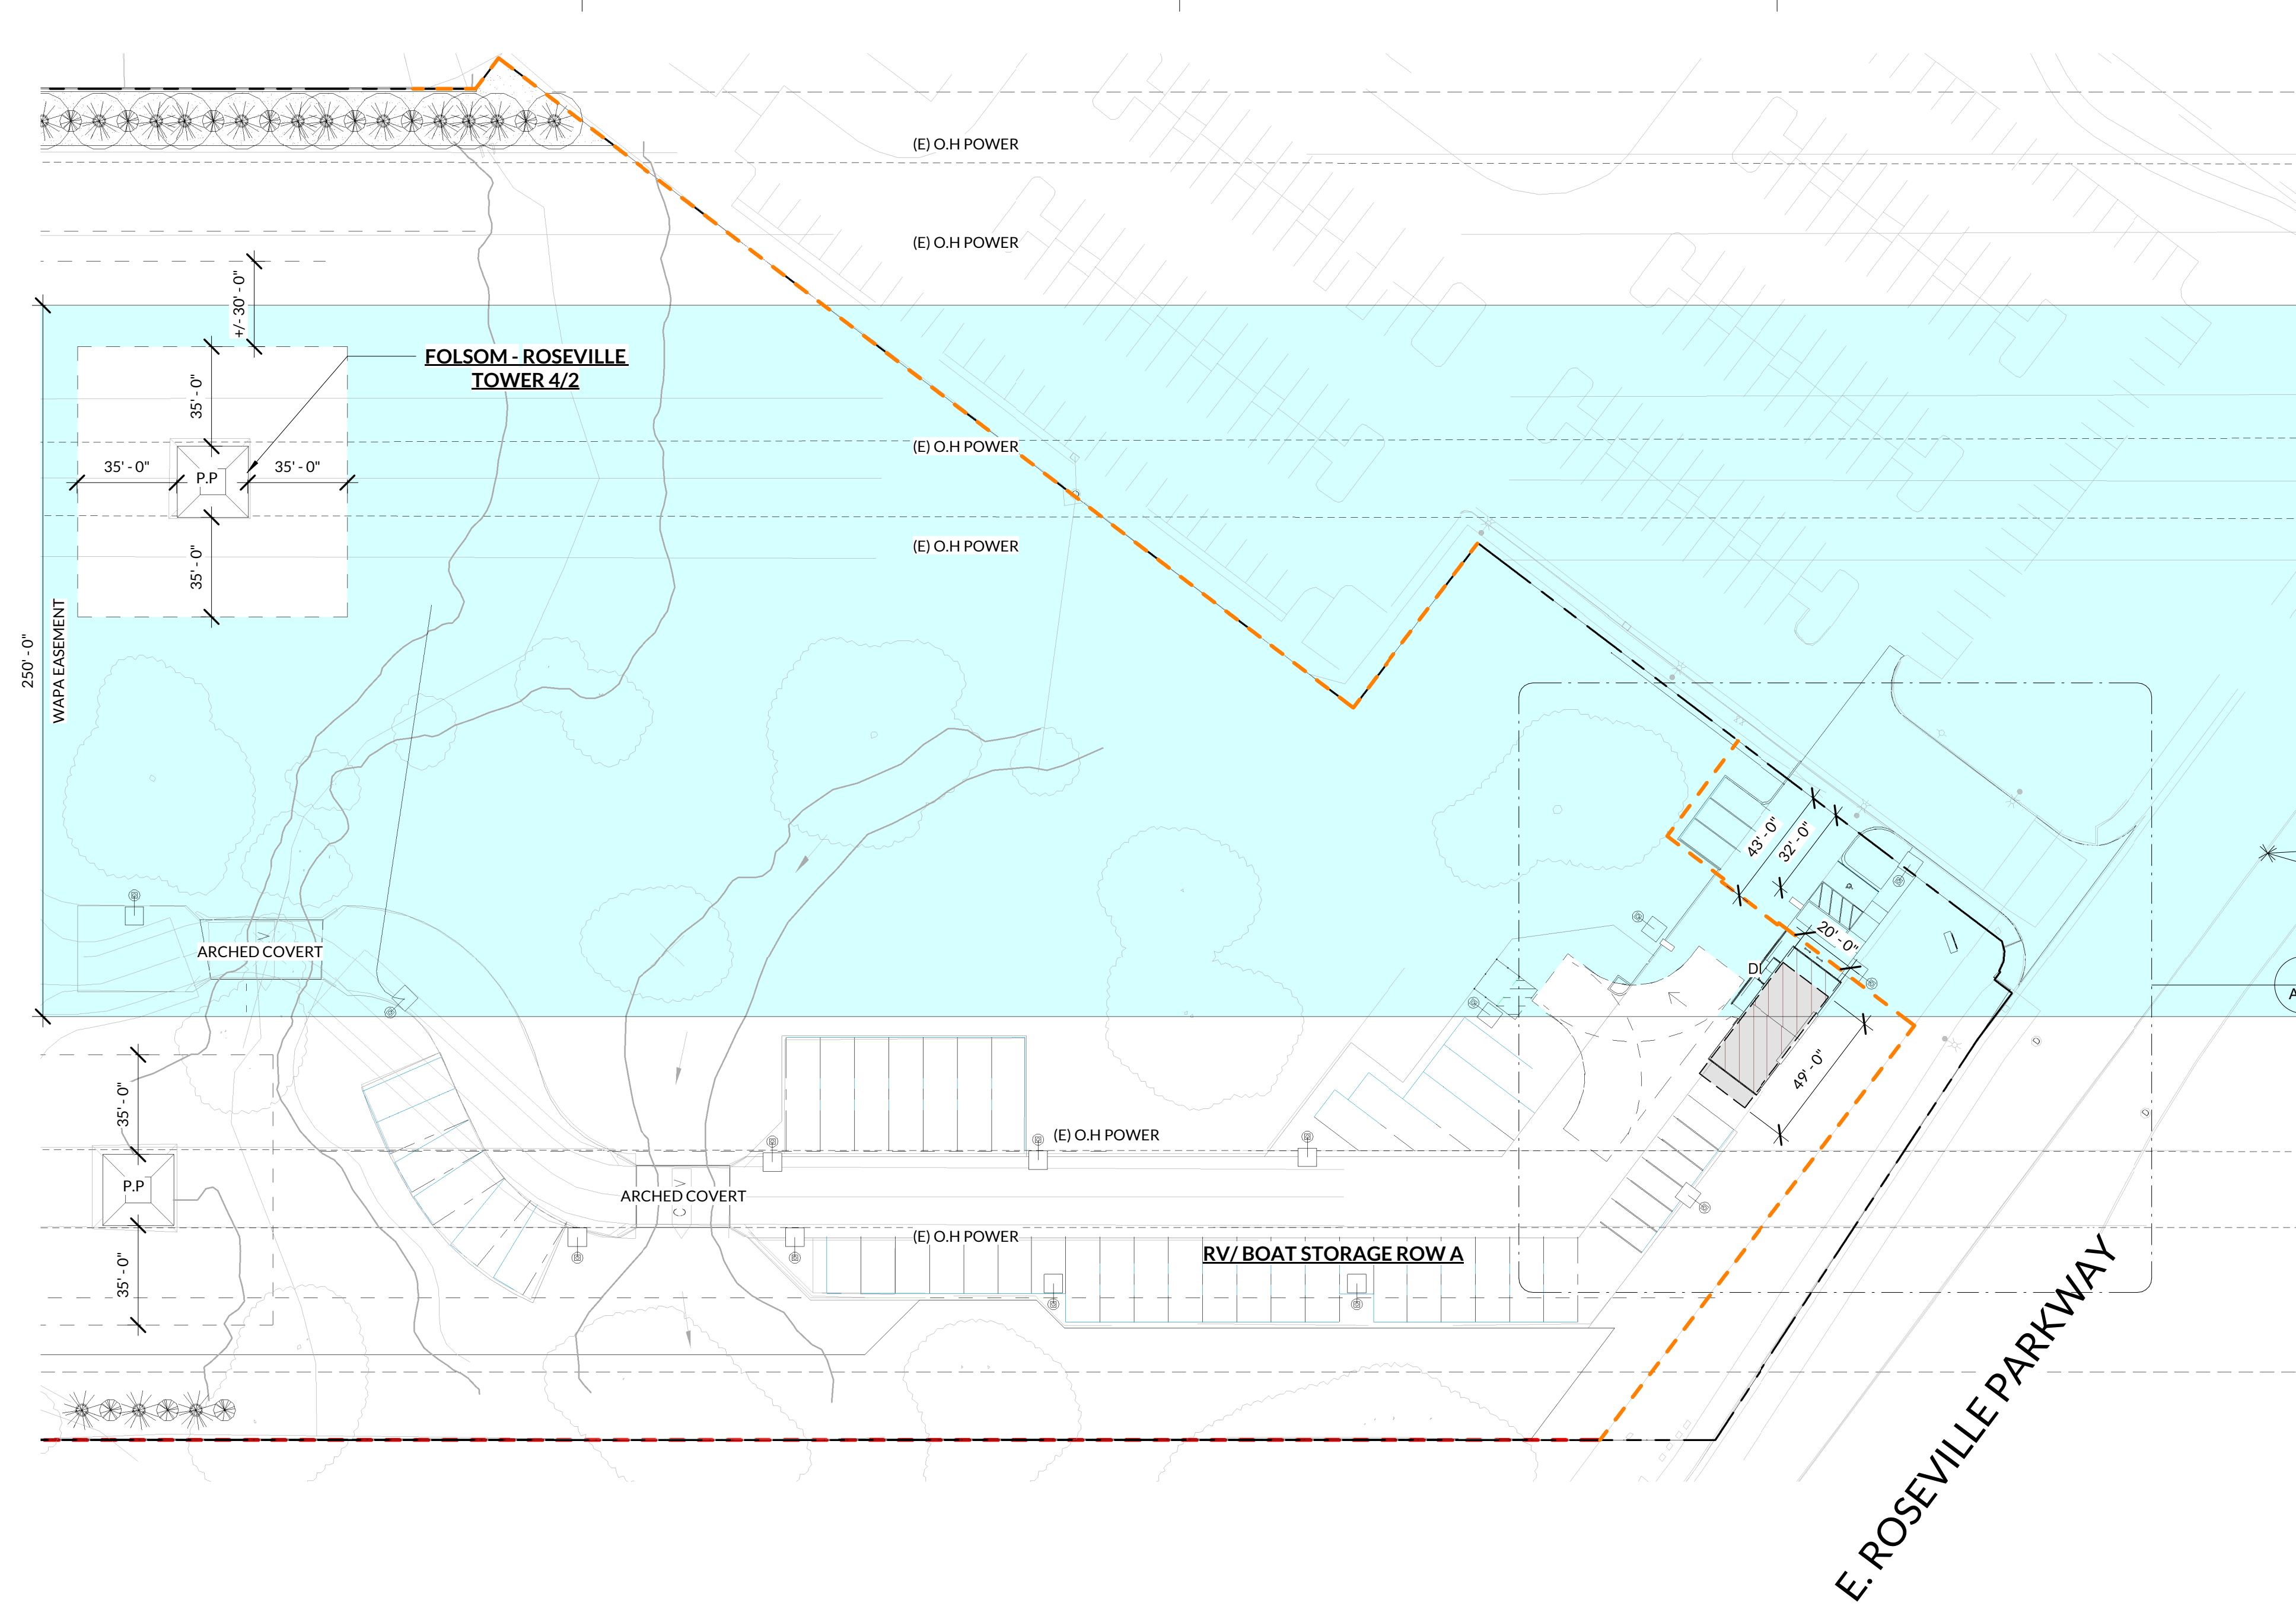 (E) O.H POWER
(E) O.H POWER
+/- 30' - 0"
FOLSOM - ROSEVILLE
TOWER 4/2
35' - 0"
(E) O.H POWER
35' - 0"
P.P
35' - 0"
(E) O.H POWER
35' - 0"
250' - 0"
WAPA EASEMENT
43' - 0"
32' - 0"
20' - 0"
ARCHED COVERT
DI
A
49' - 0"
35' - 0"
(E) O.H POWER
P.P
ARCHED COVERT
(E) O.H POWER
RV/ BOAT STORAGE ROW A
35' - 0"
E. ROSEVILLE PARKWAY